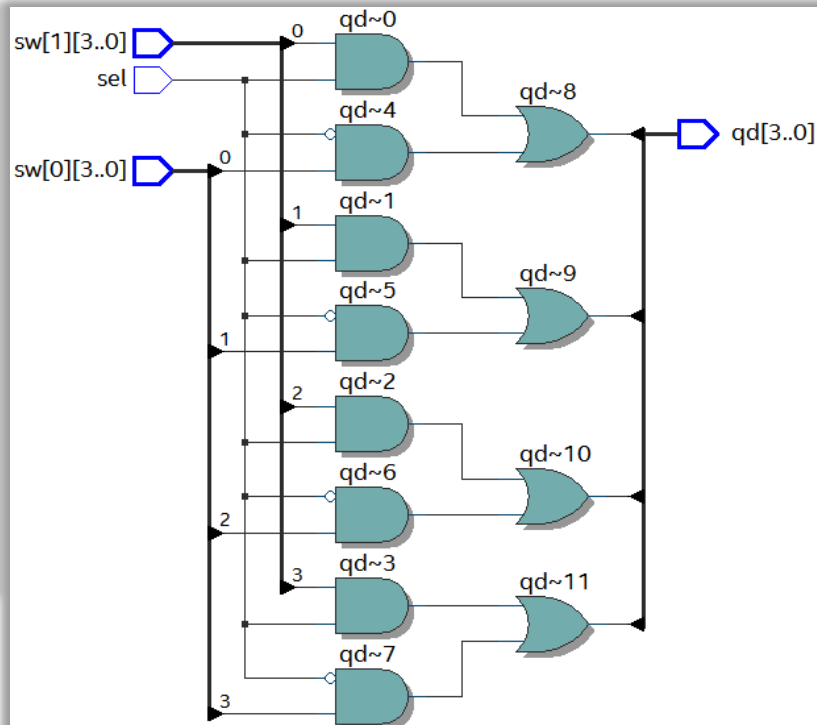 qd~0
sw[1][3..0]
0
sel
qd~8
qd~4
qd[3..0]
sw[0][3..0]
0
qd~1
1
qd~9
qd~5
1
qd~2
2
qd~10
qd~6
2
qd~3
3
qd~11
qd~7
3